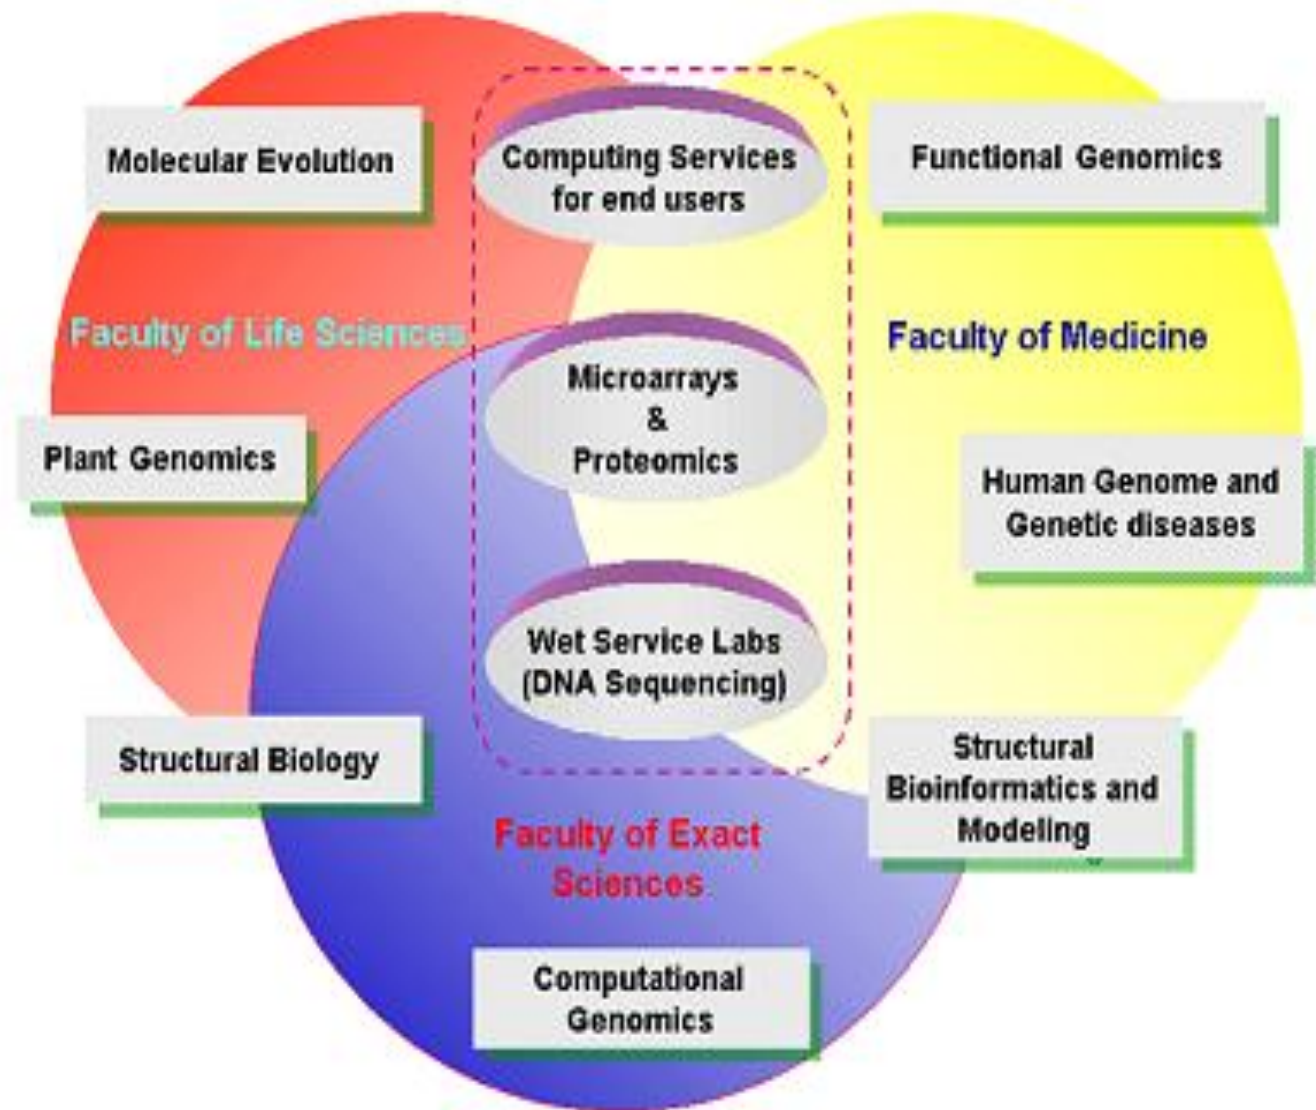 Molecular Evolution
Computing Services
for end users
Functional Genomics
Faculty of Life Sciences
Faculty of Medicine
Microarrays
&
Proteomics
Plant Genomics
Human Genome and
Genetic diseases
Wet Service Labs
(DNA Sequencing)
Structural Biology
Structural
Bioinformatics and
Modeling
Faculty of Exact
Sciences
Computational
Genomics